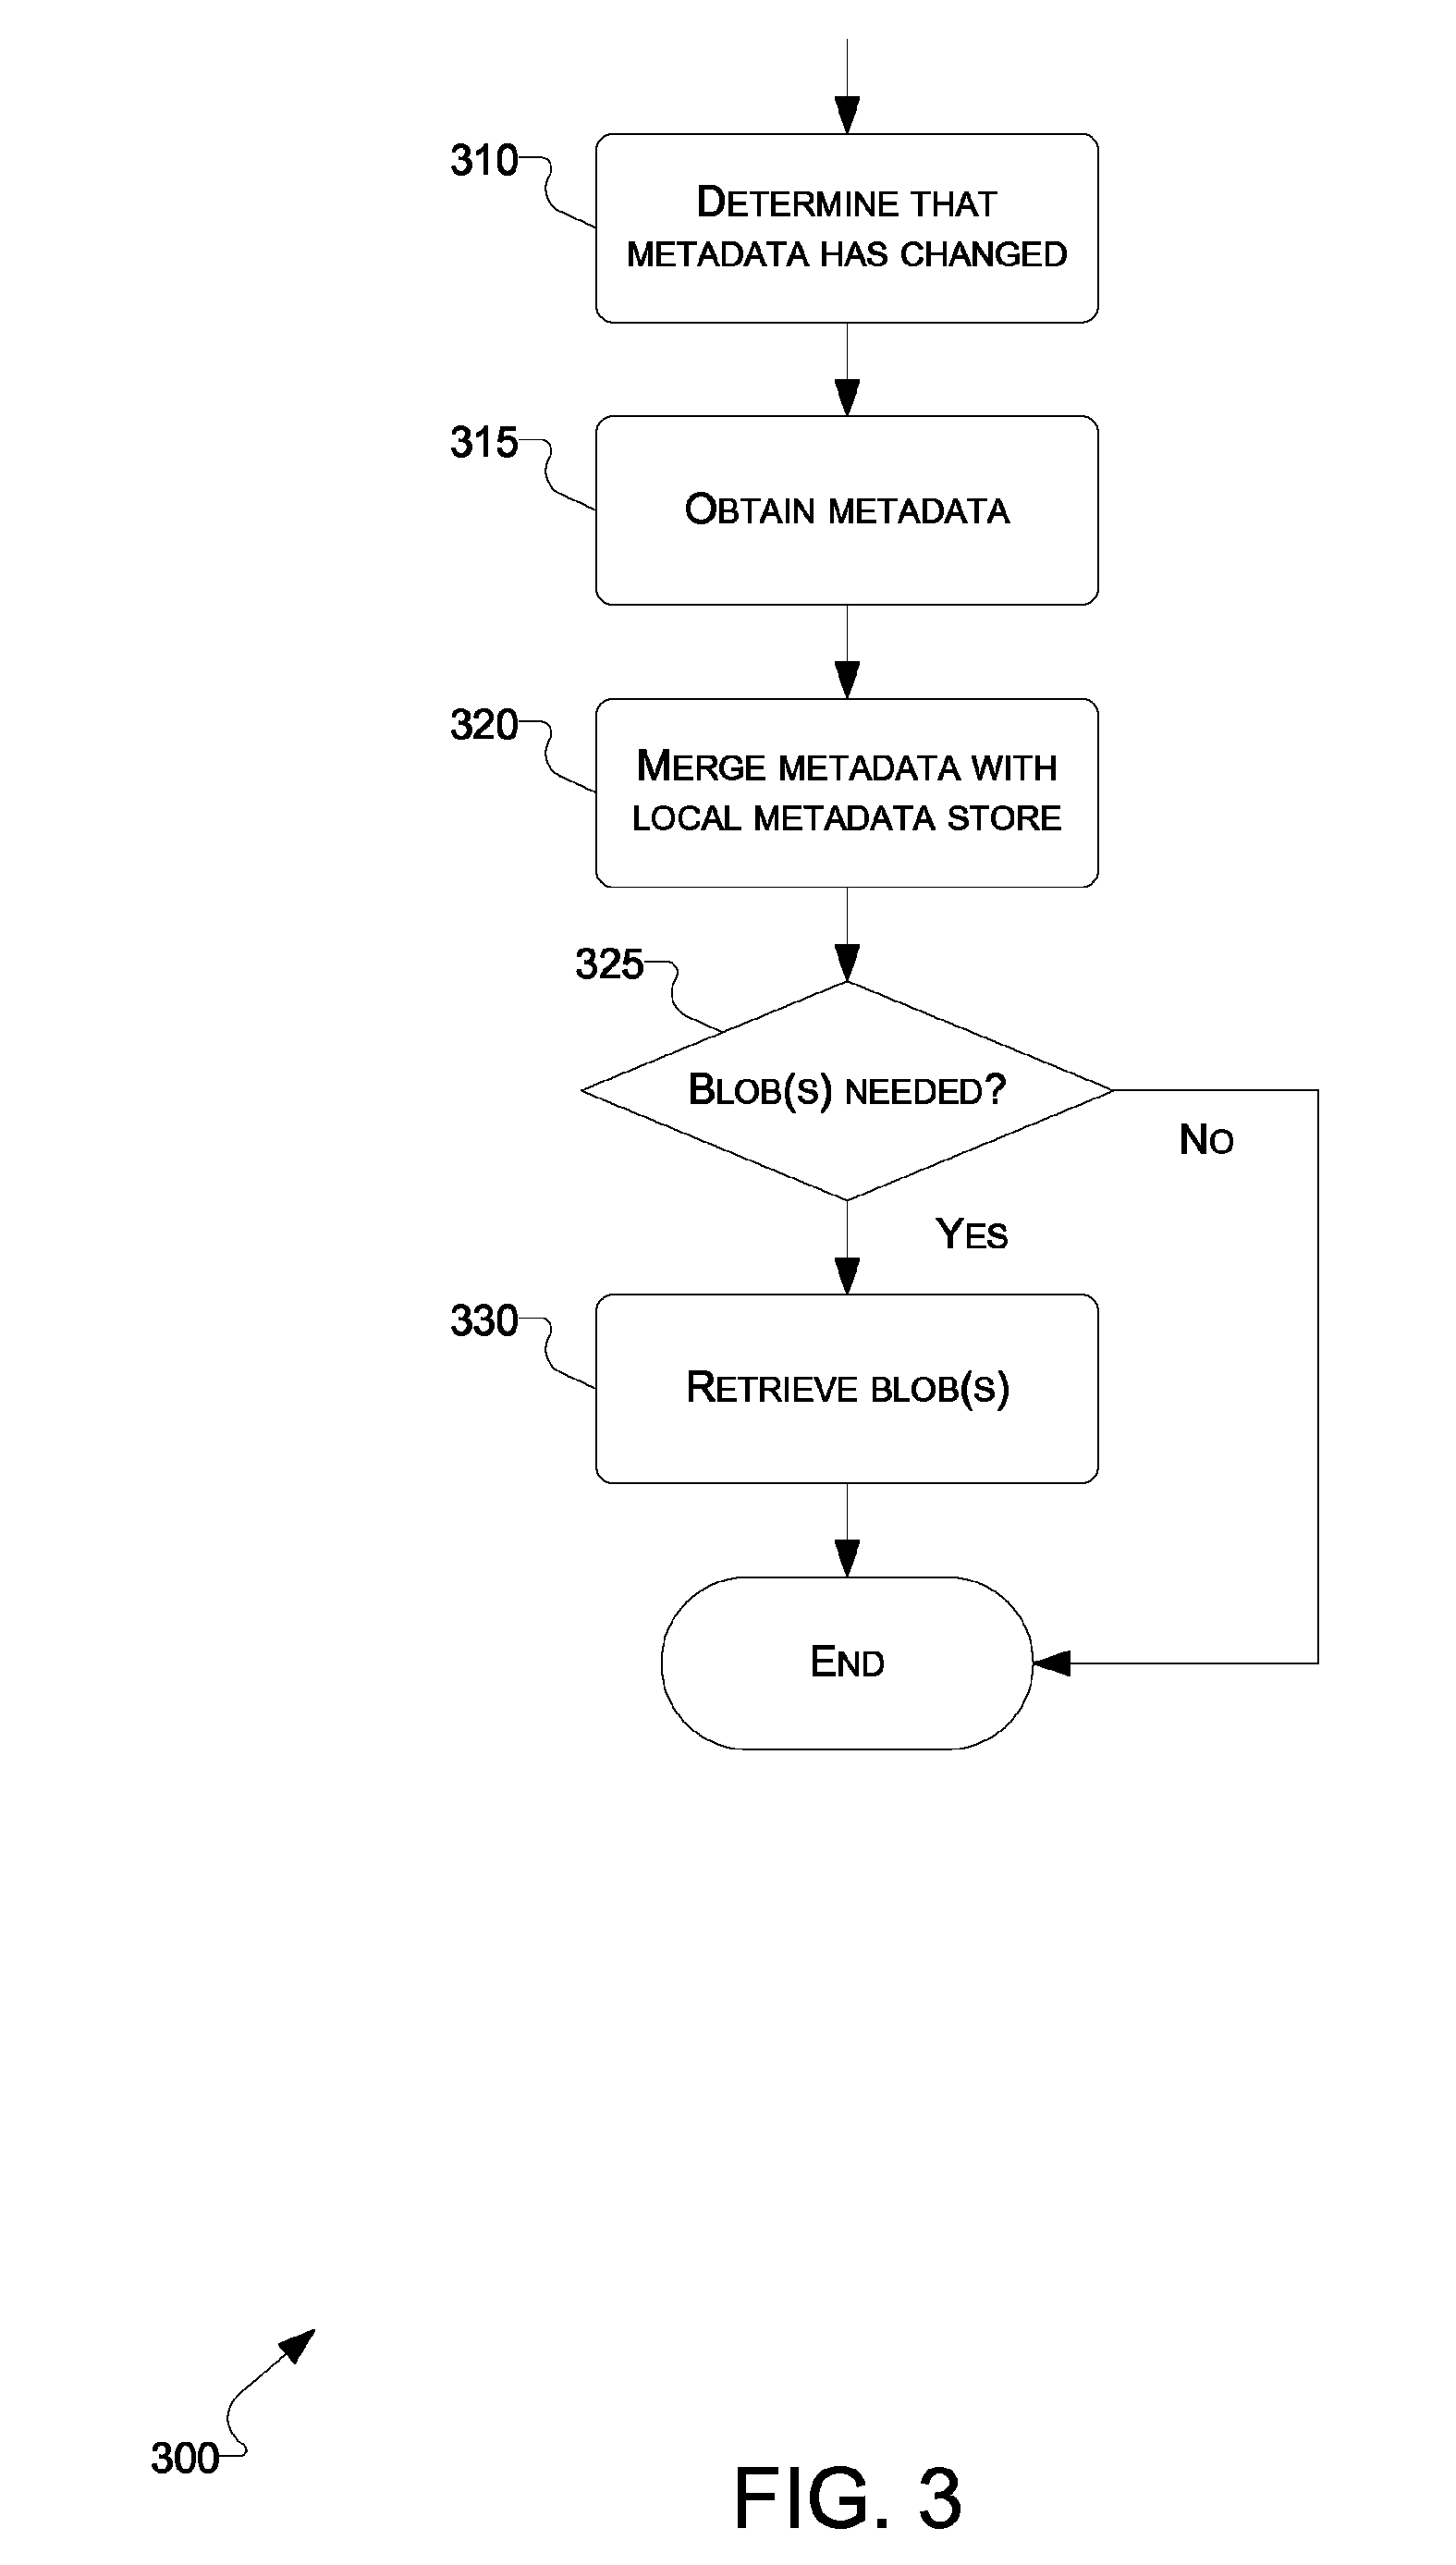 310
DETERMINE THAT
METADATA HAS CHANGED
315
OBTAIN METADATA
320
MERGE METADATA WITH
LOCAL METADATA STORE
325
BLOB(S) NEEDED?
NO
YES
330
RETRIEVE BLOB(S)
END
300
FIG. 3